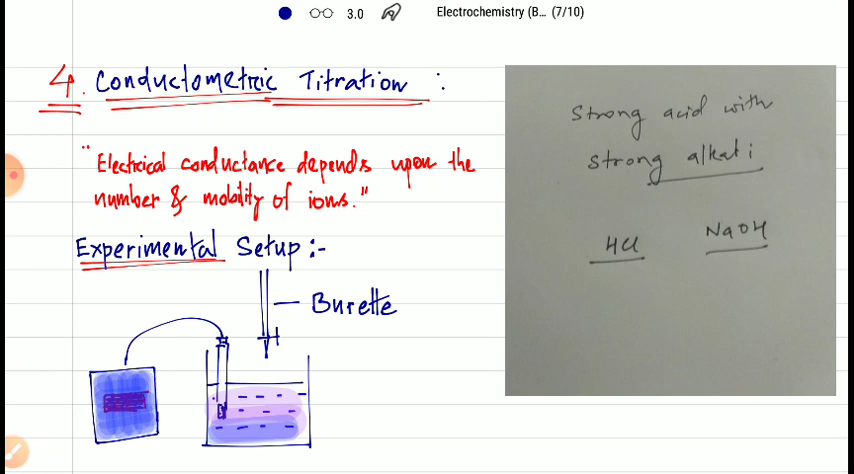 3.0
Electrochemistry (B... (7/10)
4. Conductometric Titration :
"Electrical conductance depends upon the
number & mobility of ions."
Experimental Setup :-
Burette
Strong acid with
strong alkali
HCl NaOH